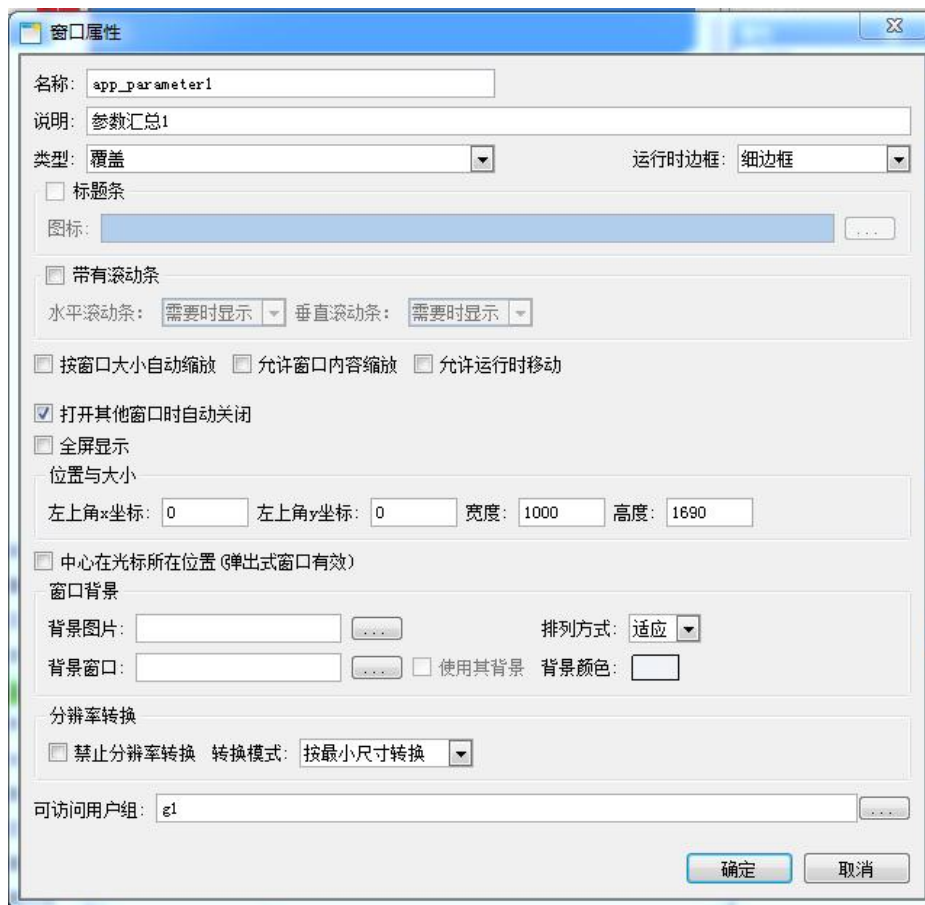 窗口属性
名称: app_parameter1
说明: 参数汇总1
类型: 覆盖 运行时边框: 细边框
标题条
图标: ...
带有滚动条
水平滚动条: 需要时显示 垂直滚动条: 需要时显示
按窗口大小自动缩放 允许窗口内容缩放 允许运行时移动
打开其他窗口时自动关闭
全屏显示
位置与大小
左上角x坐标: 0 左上角y坐标: 0 宽度: 1000 高度: 1690
中心在光标所在位置(弹出式窗口有效)
窗口背景
背景图片: ... 排列方式: 适应
背景窗口: ... 使用其背景 背景颜色:
分辨率转换
禁止分辨率转换 转换模式: 按最小尺寸转换
可访问用户组: g1 ...
确定 取消